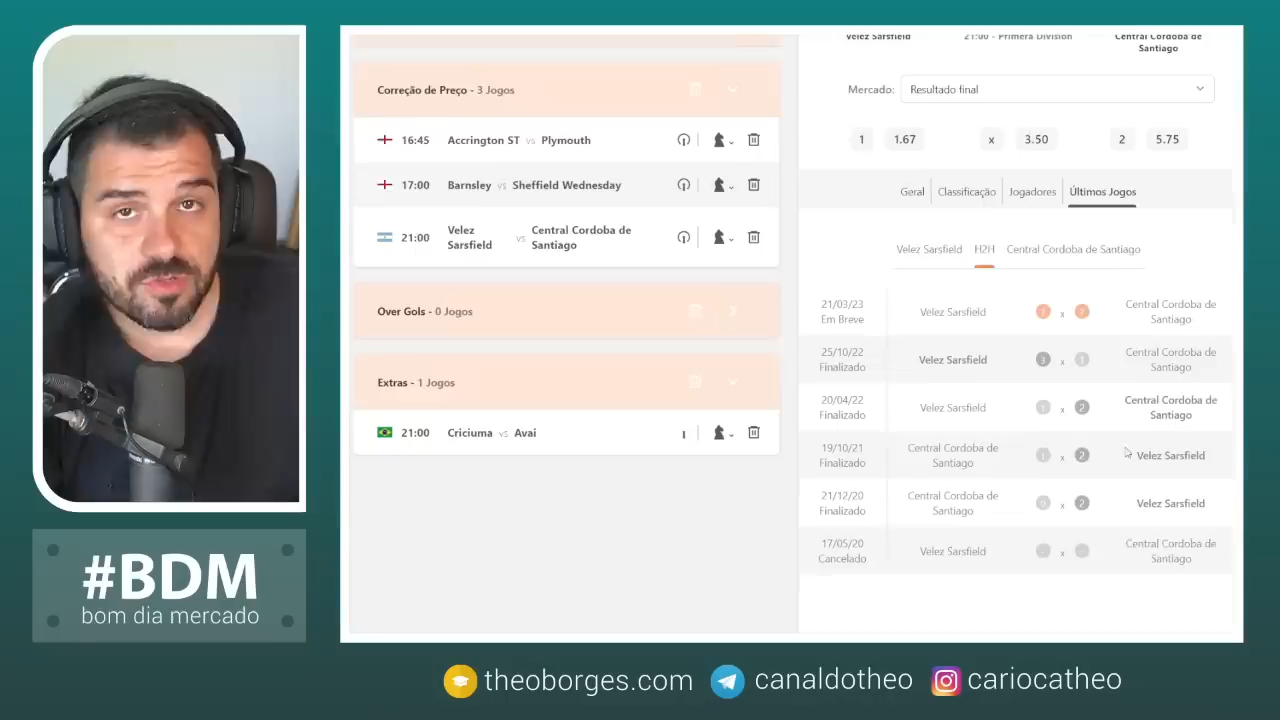 Correção de Preço - 3 Jogos
16:45 Accrington ST vs Plymouth
17:00 Barnsley vs Sheffield Wednesday
21:00 Velez Sarsfield vs Central Cordoba de Santiago
Over Gols - 0 Jogos
Extras - 1 Jogos
21:00 Criciuma vs Avai
Velez Sarsfield 21:00 - Primera Division Central Cordoba de Santiago
Mercado: Resultado final
1 1.67 x 3.50 2 5.75
Geral Classificação Jogadores Últimos Jogos
Velez Sarsfield H2H Central Cordoba de Santiago
21/03/23 Em Breve Velez Sarsfield ? x ? Central Cordoba de Santiago
25/10/22 Finalizado Velez Sarsfield 3 x 1 Central Cordoba de Santiago
20/04/22 Finalizado Velez Sarsfield 1 x 2 Central Cordoba de Santiago
19/10/21 Finalizado Central Cordoba de Santiago 1 x 2 Velez Sarsfield
21/12/20 Finalizado Central Cordoba de Santiago 0 x 2 Velez Sarsfield
17/05/20 Cancelado Velez Sarsfield - x - Central Cordoba de Santiago
#BDM
bom dia mercado
theoborges.com canaldotheo cariocatheo